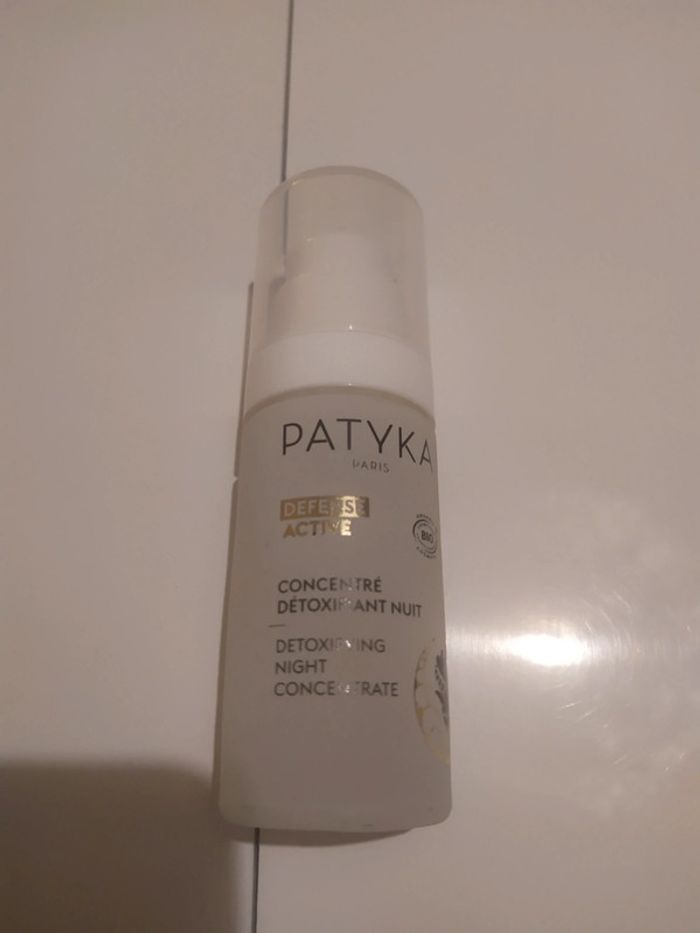 PATYKA
PARIS
DEFENSE
ACTIVE
CONCENTRÉ
DÉTOXIFIANT NUIT
DETOXIFYING
NIGHT
CONCENTRATE
BIO